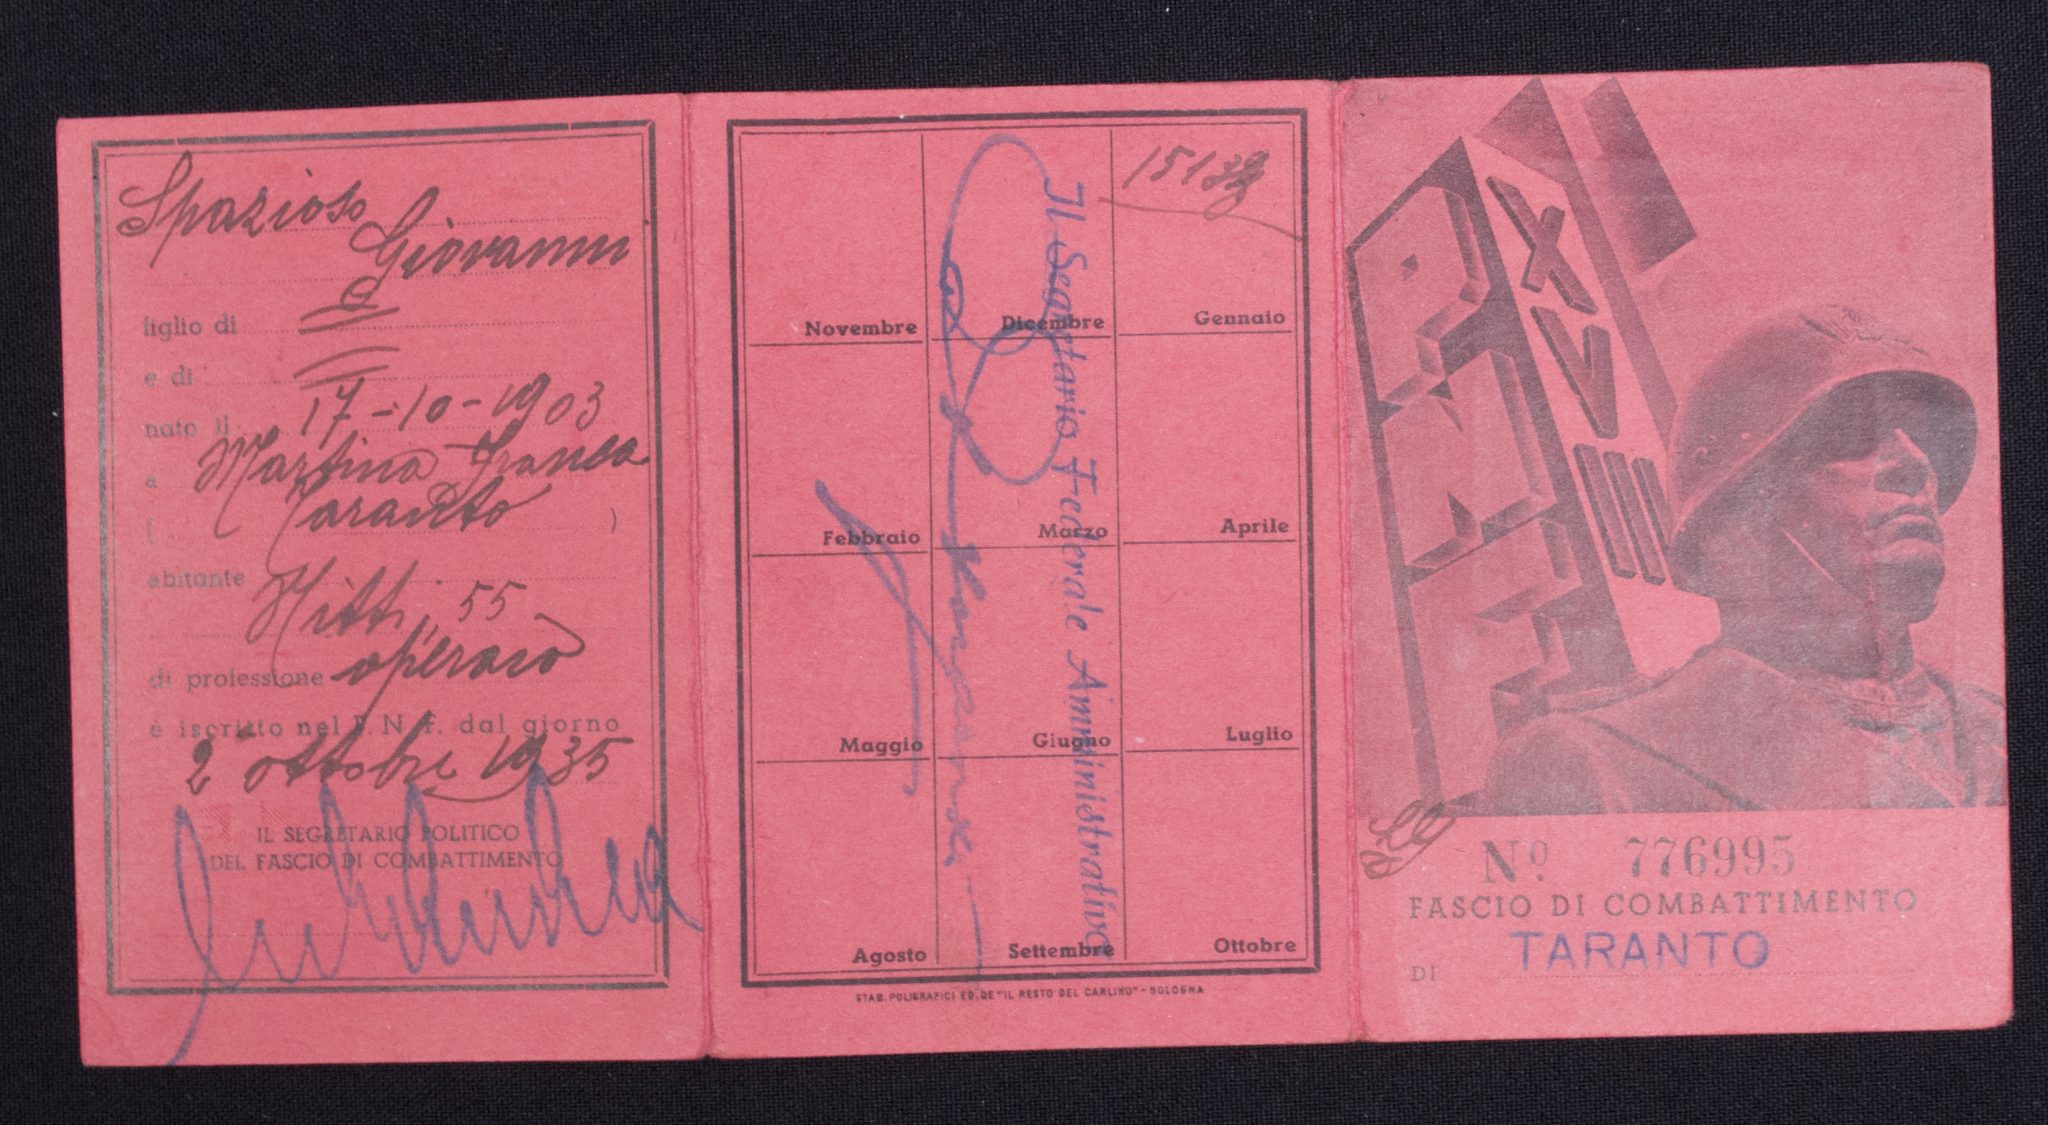 Spazioso
Giovanni
figlio di
e di
nato il 17-10-1903
a Martina Franca
( Taranto )
abitante Nitti, 55
di professione operaio
è iscritto nel P. N. F. dal giorno
2 ottobre 1935
IL SEGRETARIO POLITICO
DEL FASCIO DI COMBATTIMENTO
Novembre Dicembre Gennaio
Febbraio Marzo Aprile
Maggio Giugno Luglio
Agosto Settembre Ottobre
Il Segretario Federale Amministrativo
STAB. POLIGRAFICI ED. DE "IL RESTO DEL CARLINO" - BOLOGNA
PNF
XVIII
Nº 776995
FASCIO DI COMBATTIMENTO
DI TARANTO